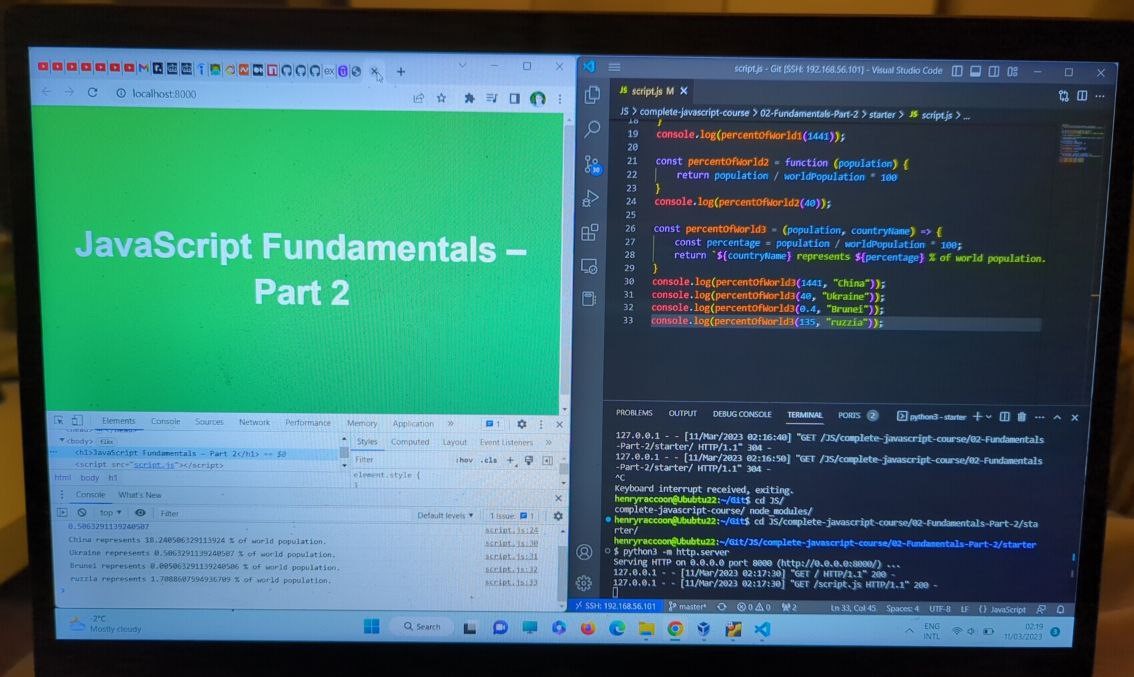 localhost:8000
JavaScript Fundamentals –
Part 2
Elements Console Sources Network Performance Memory Application » 1
<body> flex
<h1>JavaScript Fundamentals – Part 2</h1> == $0
<script src="script.js"></script>
html body h1
Styles Computed Layout Event Listeners »
Filter :hov .cls +
element.style {
Console What's New
top Filter Default levels 1 Issue: 1
0.5063291139240507 script.js:24
China represents 18.240506329113924 % of world population. script.js:30
Ukraine represents 0.5063291139240507 % of world population. script.js:31
Brunei represents 0.005063291139240506 % of world population. script.js:32
ruzzia represents 1.7088607594936709 % of world population. script.js:33
>
script.js - Git [SSH: 192.168.56.101] - Visual Studio Code
JS script.js M
JS > complete-javascript-course > 02-Fundamentals-Part-2 > starter > JS script.js > ...
18 }
19 console.log(percentOfWorld1(1441));
20
21 const percentOfWorld2 = function (population) {
22 return population / worldPopulation * 100
23 }
24 console.log(percentOfWorld2(40));
25
26 const percentOfWorld3 = (population, countryName) => {
27 const percentage = population / worldPopulation * 100;
28 return `${countryName} represents ${percentage} % of world population.
29 }
30 console.log(percentOfWorld3(1441, "China"));
31 console.log(percentOfWorld3(40, "Ukraine"));
32 console.log(percentOfWorld3(0.4, "Brunei"));
33 console.log(percentOfWorld3(135, "ruzzia"));
30
PROBLEMS OUTPUT DEBUG CONSOLE TERMINAL PORTS 2 python3 - starter
127.0.0.1 - - [11/Mar/2023 02:16:40] "GET /JS/complete-javascript-course/02-Fundamentals
-Part-2/starter/ HTTP/1.1" 304 -
127.0.0.1 - - [11/Mar/2023 02:16:50] "GET /JS/complete-javascript-course/02-Fundamentals
-Part-2/starter/ HTTP/1.1" 304 -
^C
Keyboard interrupt received, exiting.
henryraccoon@Ububtu22:~/Git$ cd JS/
complete-javascript-course/ node_modules/
henryraccoon@Ububtu22:~/Git$ cd JS/complete-javascript-course/02-Fundamentals-Part-2/sta
rter/
henryraccoon@Ububtu22:~/Git/JS/complete-javascript-course/02-Fundamentals-Part-2/starter
$ python3 -m http.server
Serving HTTP on 0.0.0.0 port 8000 (http://0.0.0.0:8000/) ...
127.0.0.1 - - [11/Mar/2023 02:17:30] "GET / HTTP/1.1" 200 -
127.0.0.1 - - [11/Mar/2023 02:17:30] "GET /script.js HTTP/1.1" 200 -
SSH: 192.168.56.101 master* 0 0 2 Ln 33, Col 45 Spaces: 4 UTF-8 LF {} JavaScript
-2°C
Mostly cloudy
Search
ENG
INTL
02:19
11/03/2023
3